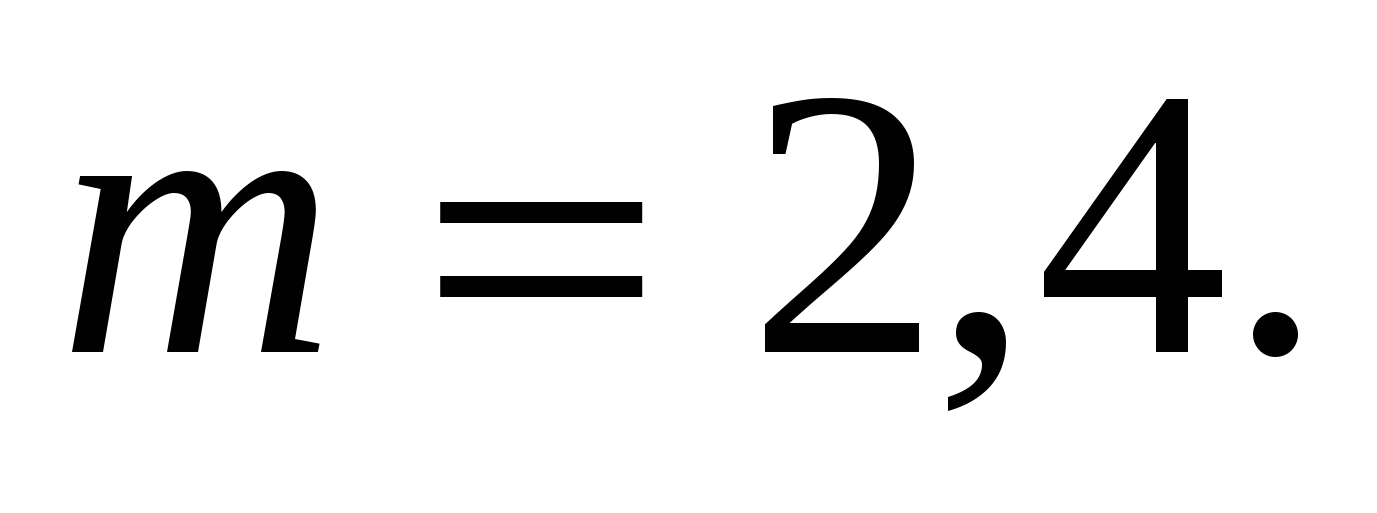 m = 2,4.